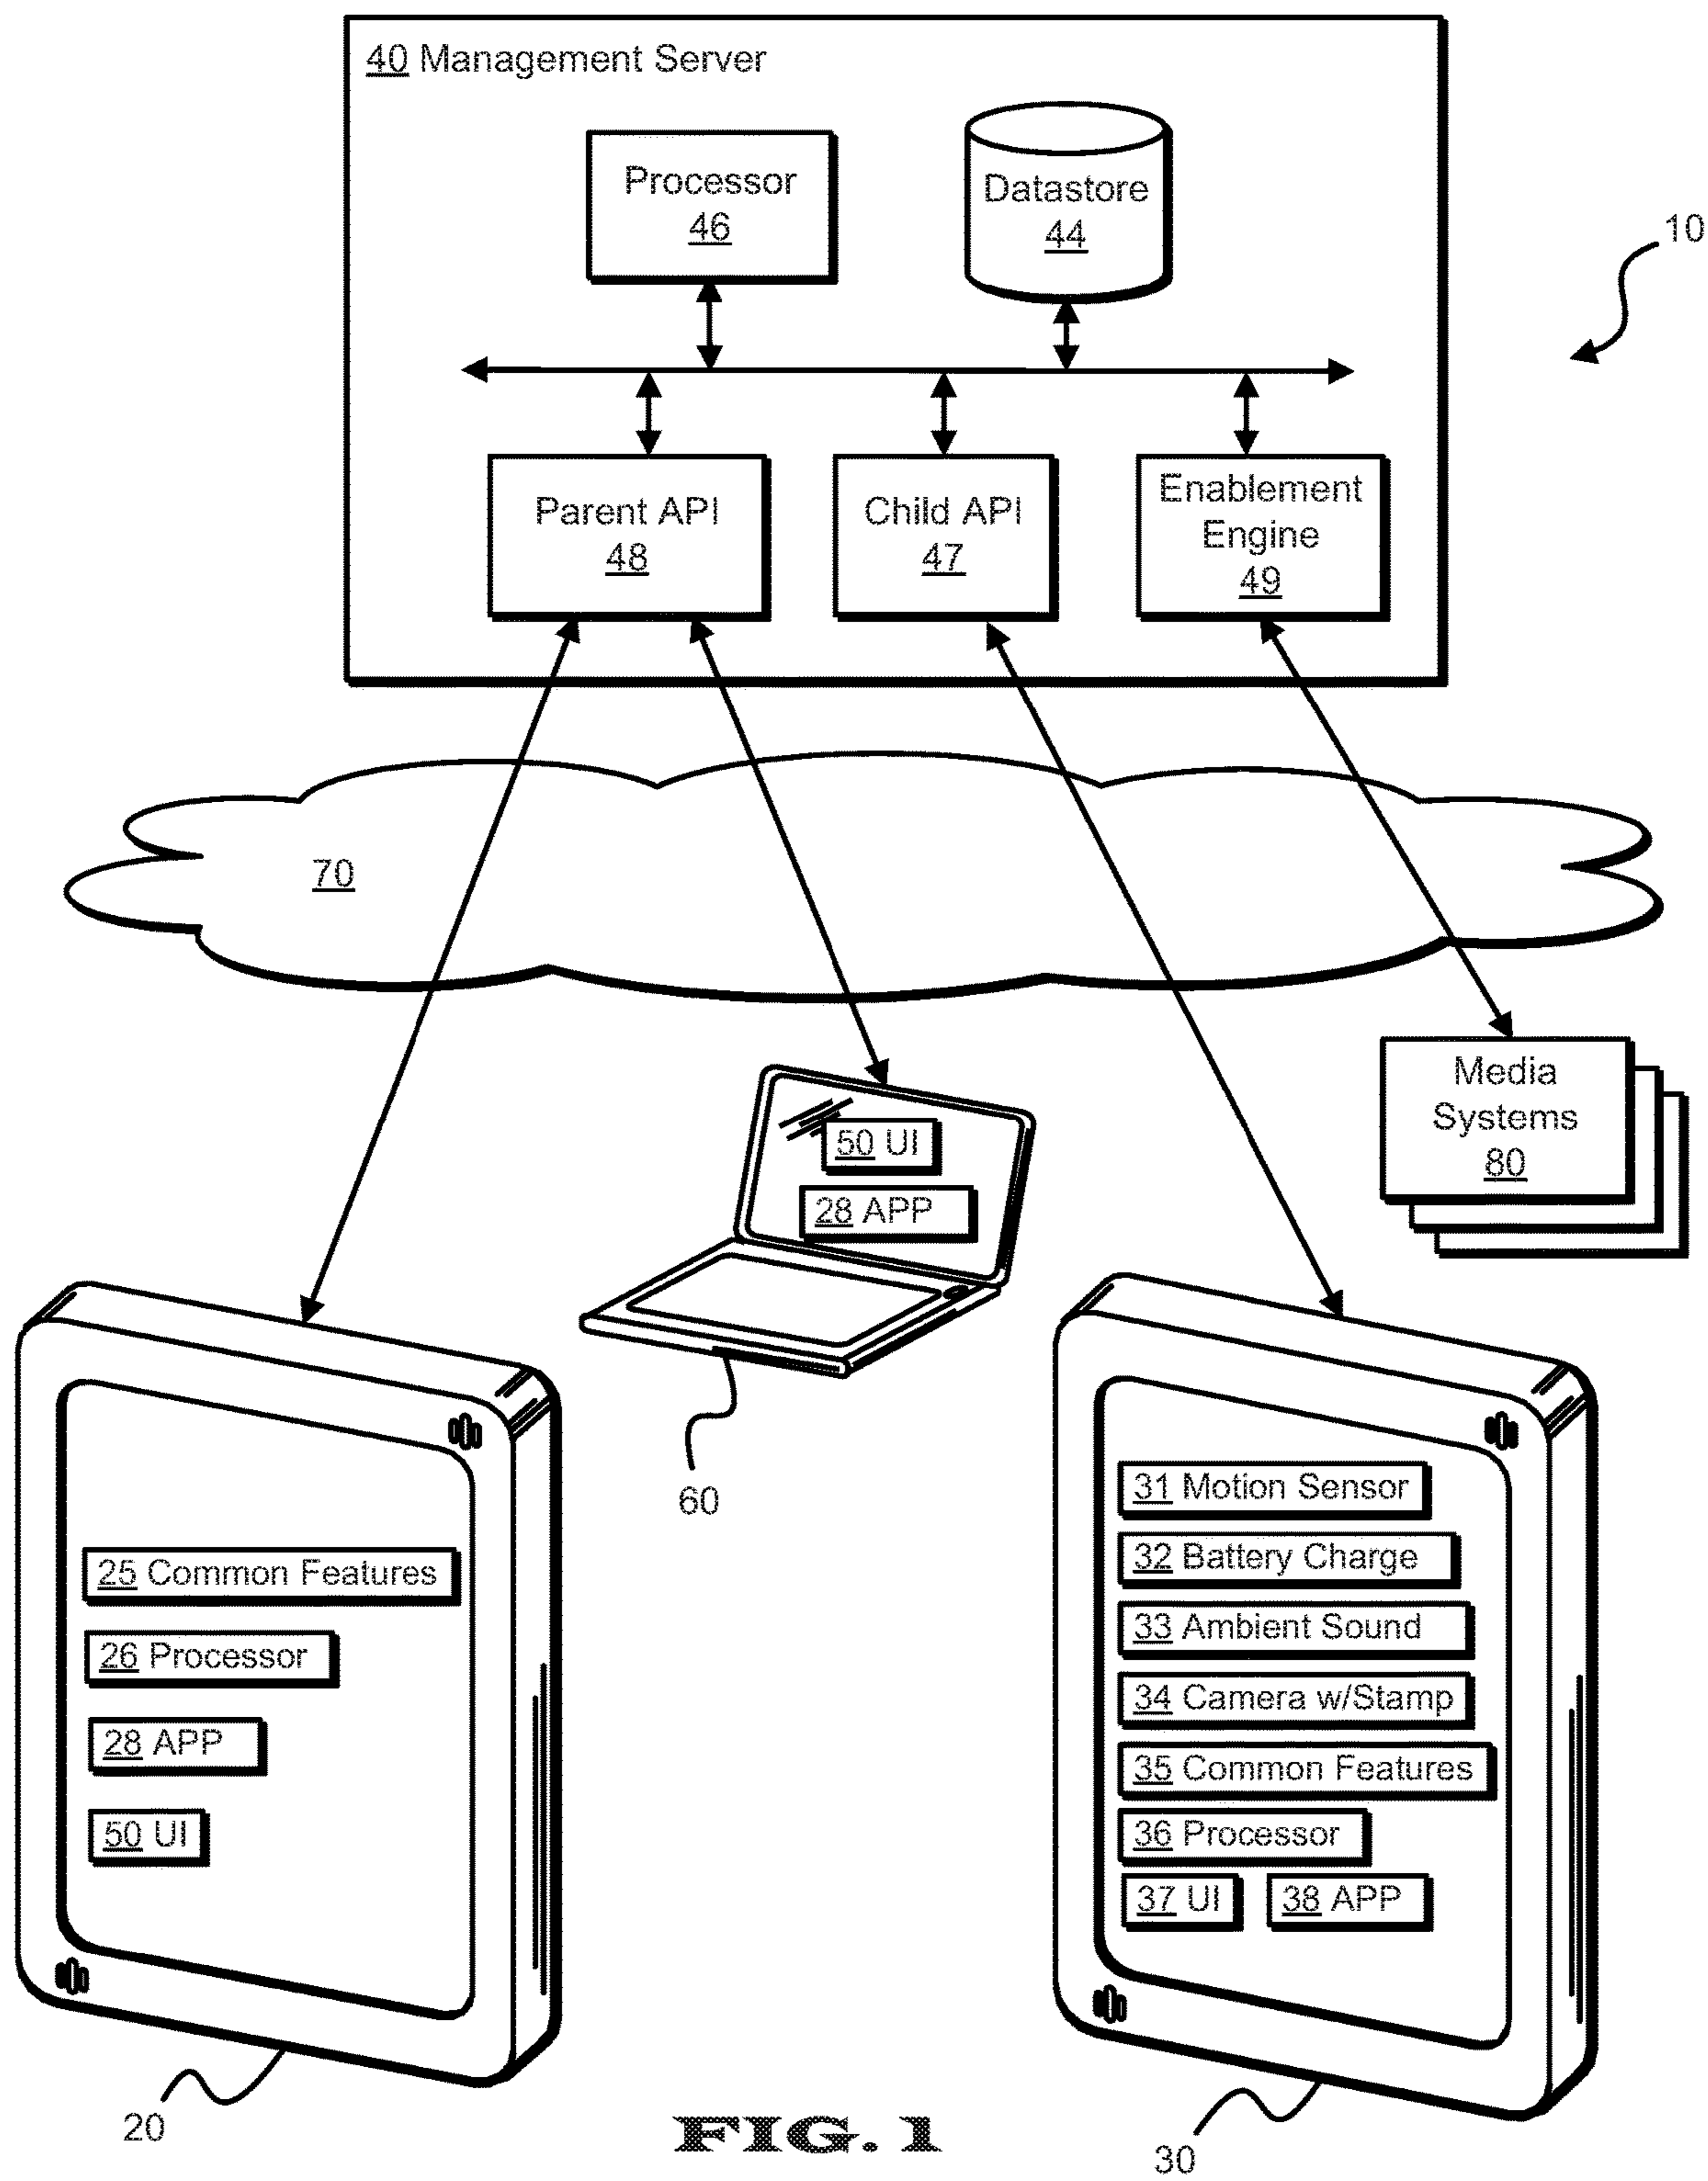 40 Management Server
Processor
46
Datastore
44
10
Parent API
48
Child API
47
Enablement
Engine
49
70
Media
Systems
80
50 UI
28 APP
60
25 Common Features
26 Processor
28 APP
50 UI
31 Motion Sensor
32 Battery Charge
33 Ambient Sound
34 Camera w/Stamp
35 Common Features
36 Processor
37 UI
38 APP
20
30
FIG. 1